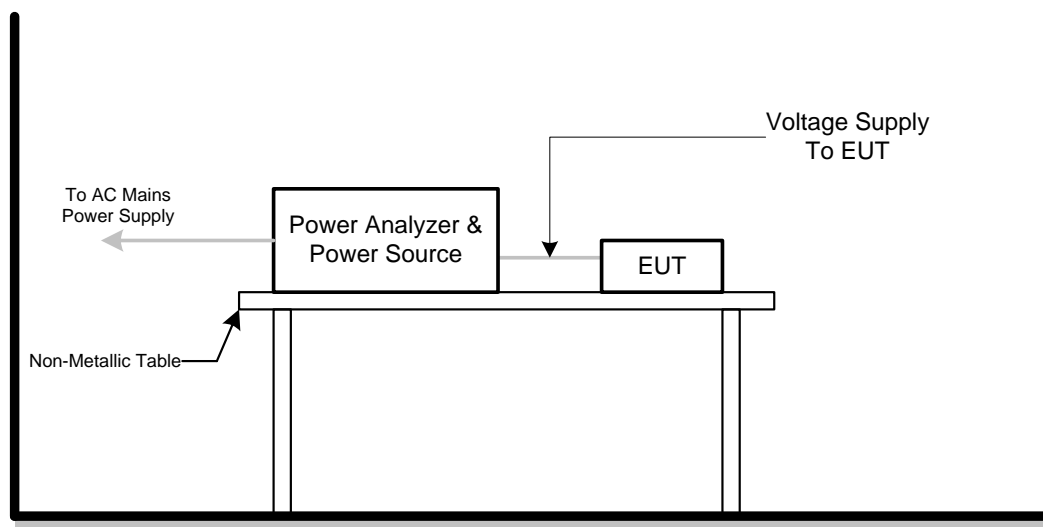 Voltage Supply
To EUT
To AC Mains
Power Supply
Power Analyzer &
Power Source
EUT
Non-Metallic Table